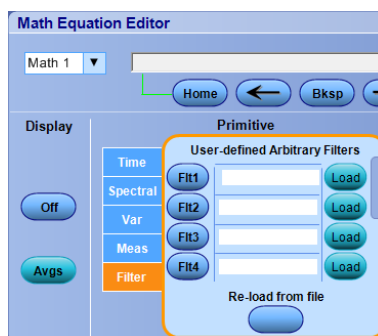 Math Equation Editor
Math 1
Home Bksp
Display Primitive
Time
Spectral
Var
Meas
Filter
User-defined Arbitrary Filters
Flt1 Load
Flt2 Load
Flt3 Load
Flt4 Load
Re-load from file
Off
Avgs